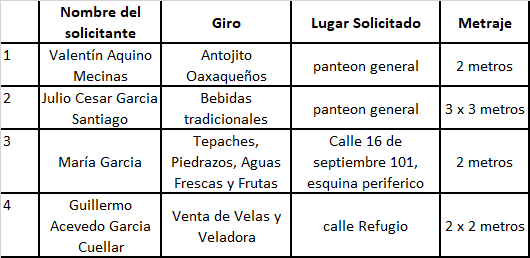 Nombre del solicitante Giro Lugar Solicitado Metraje
1 Valentín Aquino Mecinas Antojito Oaxaqueños panteon general 2 metros
2 Julio Cesar Garcia Santiago Bebidas tradicionales panteon general 3 x 3 metros
3 María Garcia Tepaches, Piedrazos, Aguas Frescas y Frutas Calle 16 de septiembre 101, esquina periferico 2 metros
4 Guillermo Acevedo Garcia Cuellar Venta de Velas y Veladora calle Refugio 2 x 2 metros